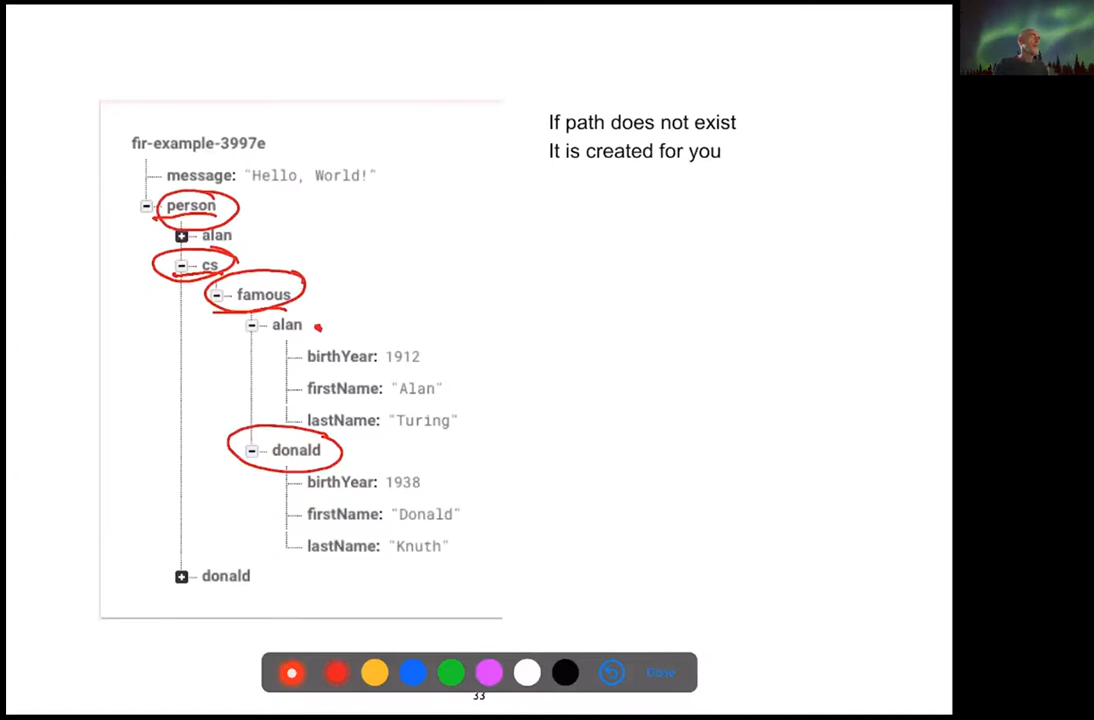 If path does not exist
It is created for you
fir-example-3997e
message: "Hello, World!"
person
alan
cs
famous
alan
birthYear: 1912
firstName: "Alan"
lastName: "Turing"
donald
birthYear: 1938
firstName: "Donald"
lastName: "Knuth"
donald
Done
33